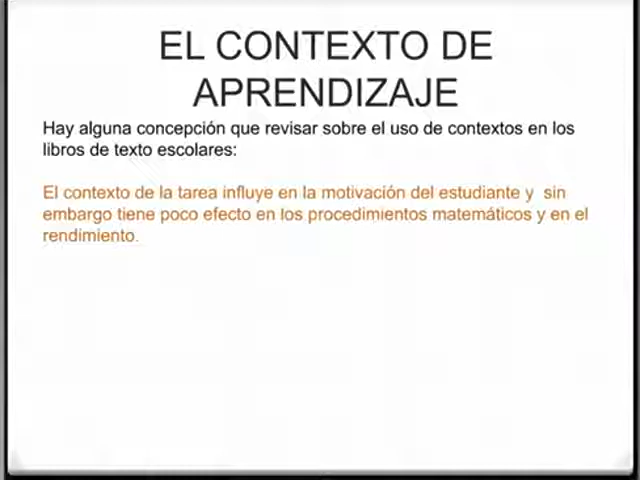 EL CONTEXTO DE
APRENDIZAJE
Hay alguna concepción que revisar sobre el uso de contextos en los
libros de texto escolares:
El contexto de la tarea influye en la motivación del estudiante y sin
embargo tiene poco efecto en los procedimientos matemáticos y en el
rendimiento.